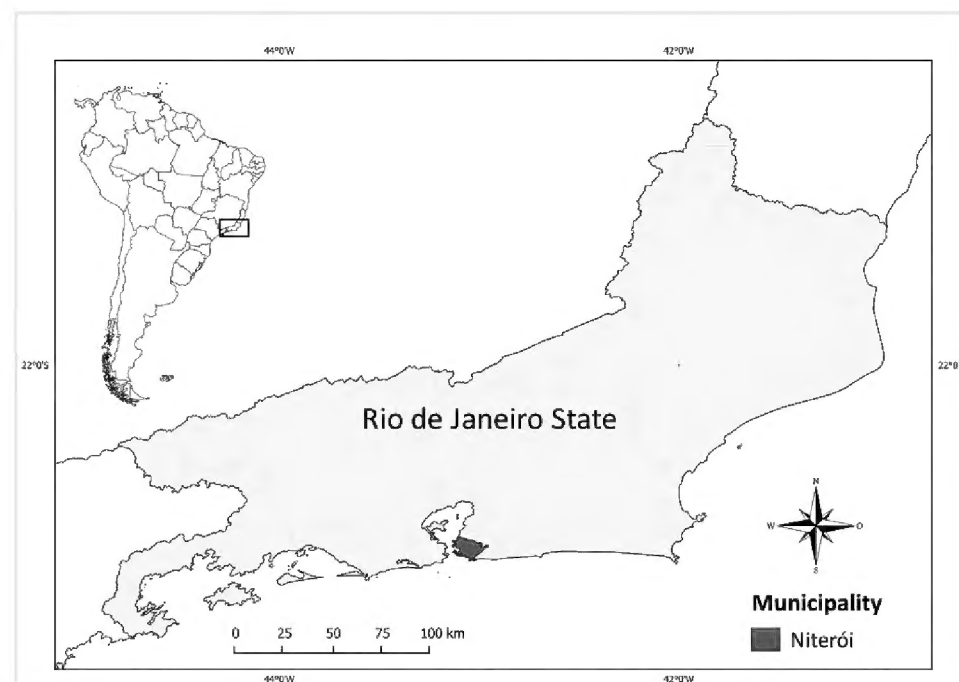 44°0'W 42°0'W
22°0'S 22°0'
Rio de Janeiro State
N
W O
S
Municipality
Niterói
0 25 50 75 100 km
44°0'W 42°0'W